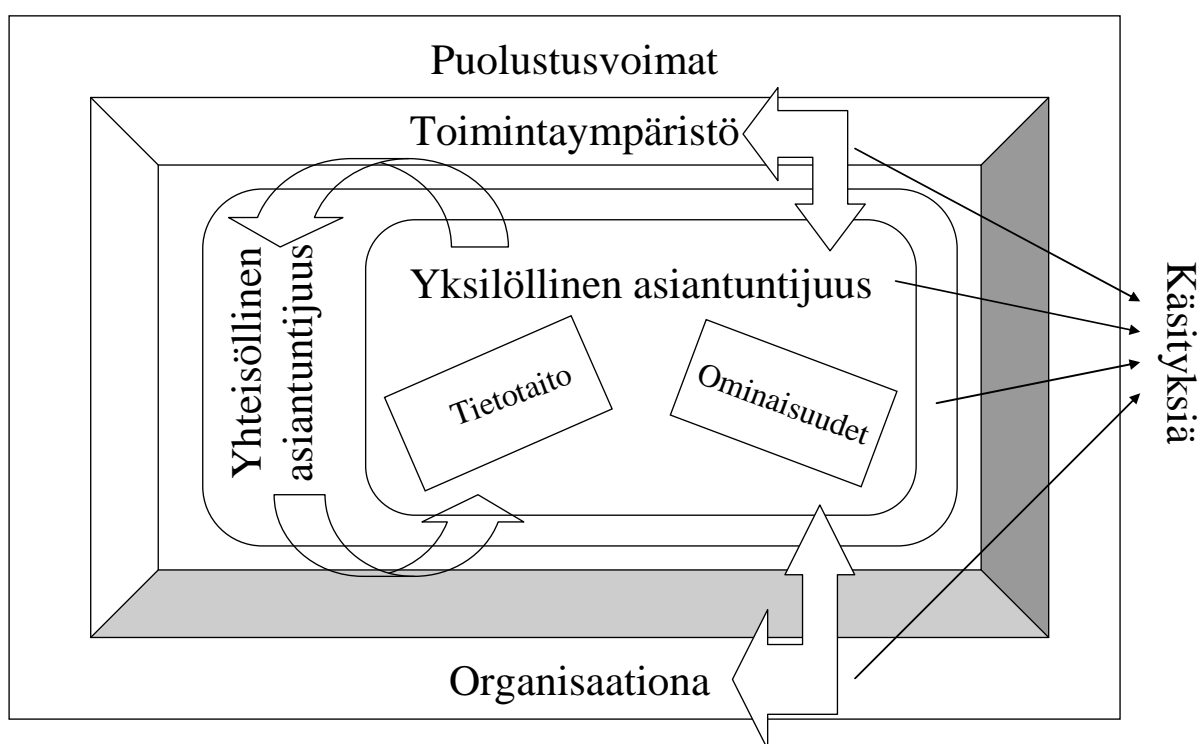 Puolustusvoimat
Toimintaympäristö
Yhteisöllinen
asiantuntijuus
Yksilöllinen asiantuntijuus
Tietotaito
Ominaisuudet
Käsityksiä
Organisaationa